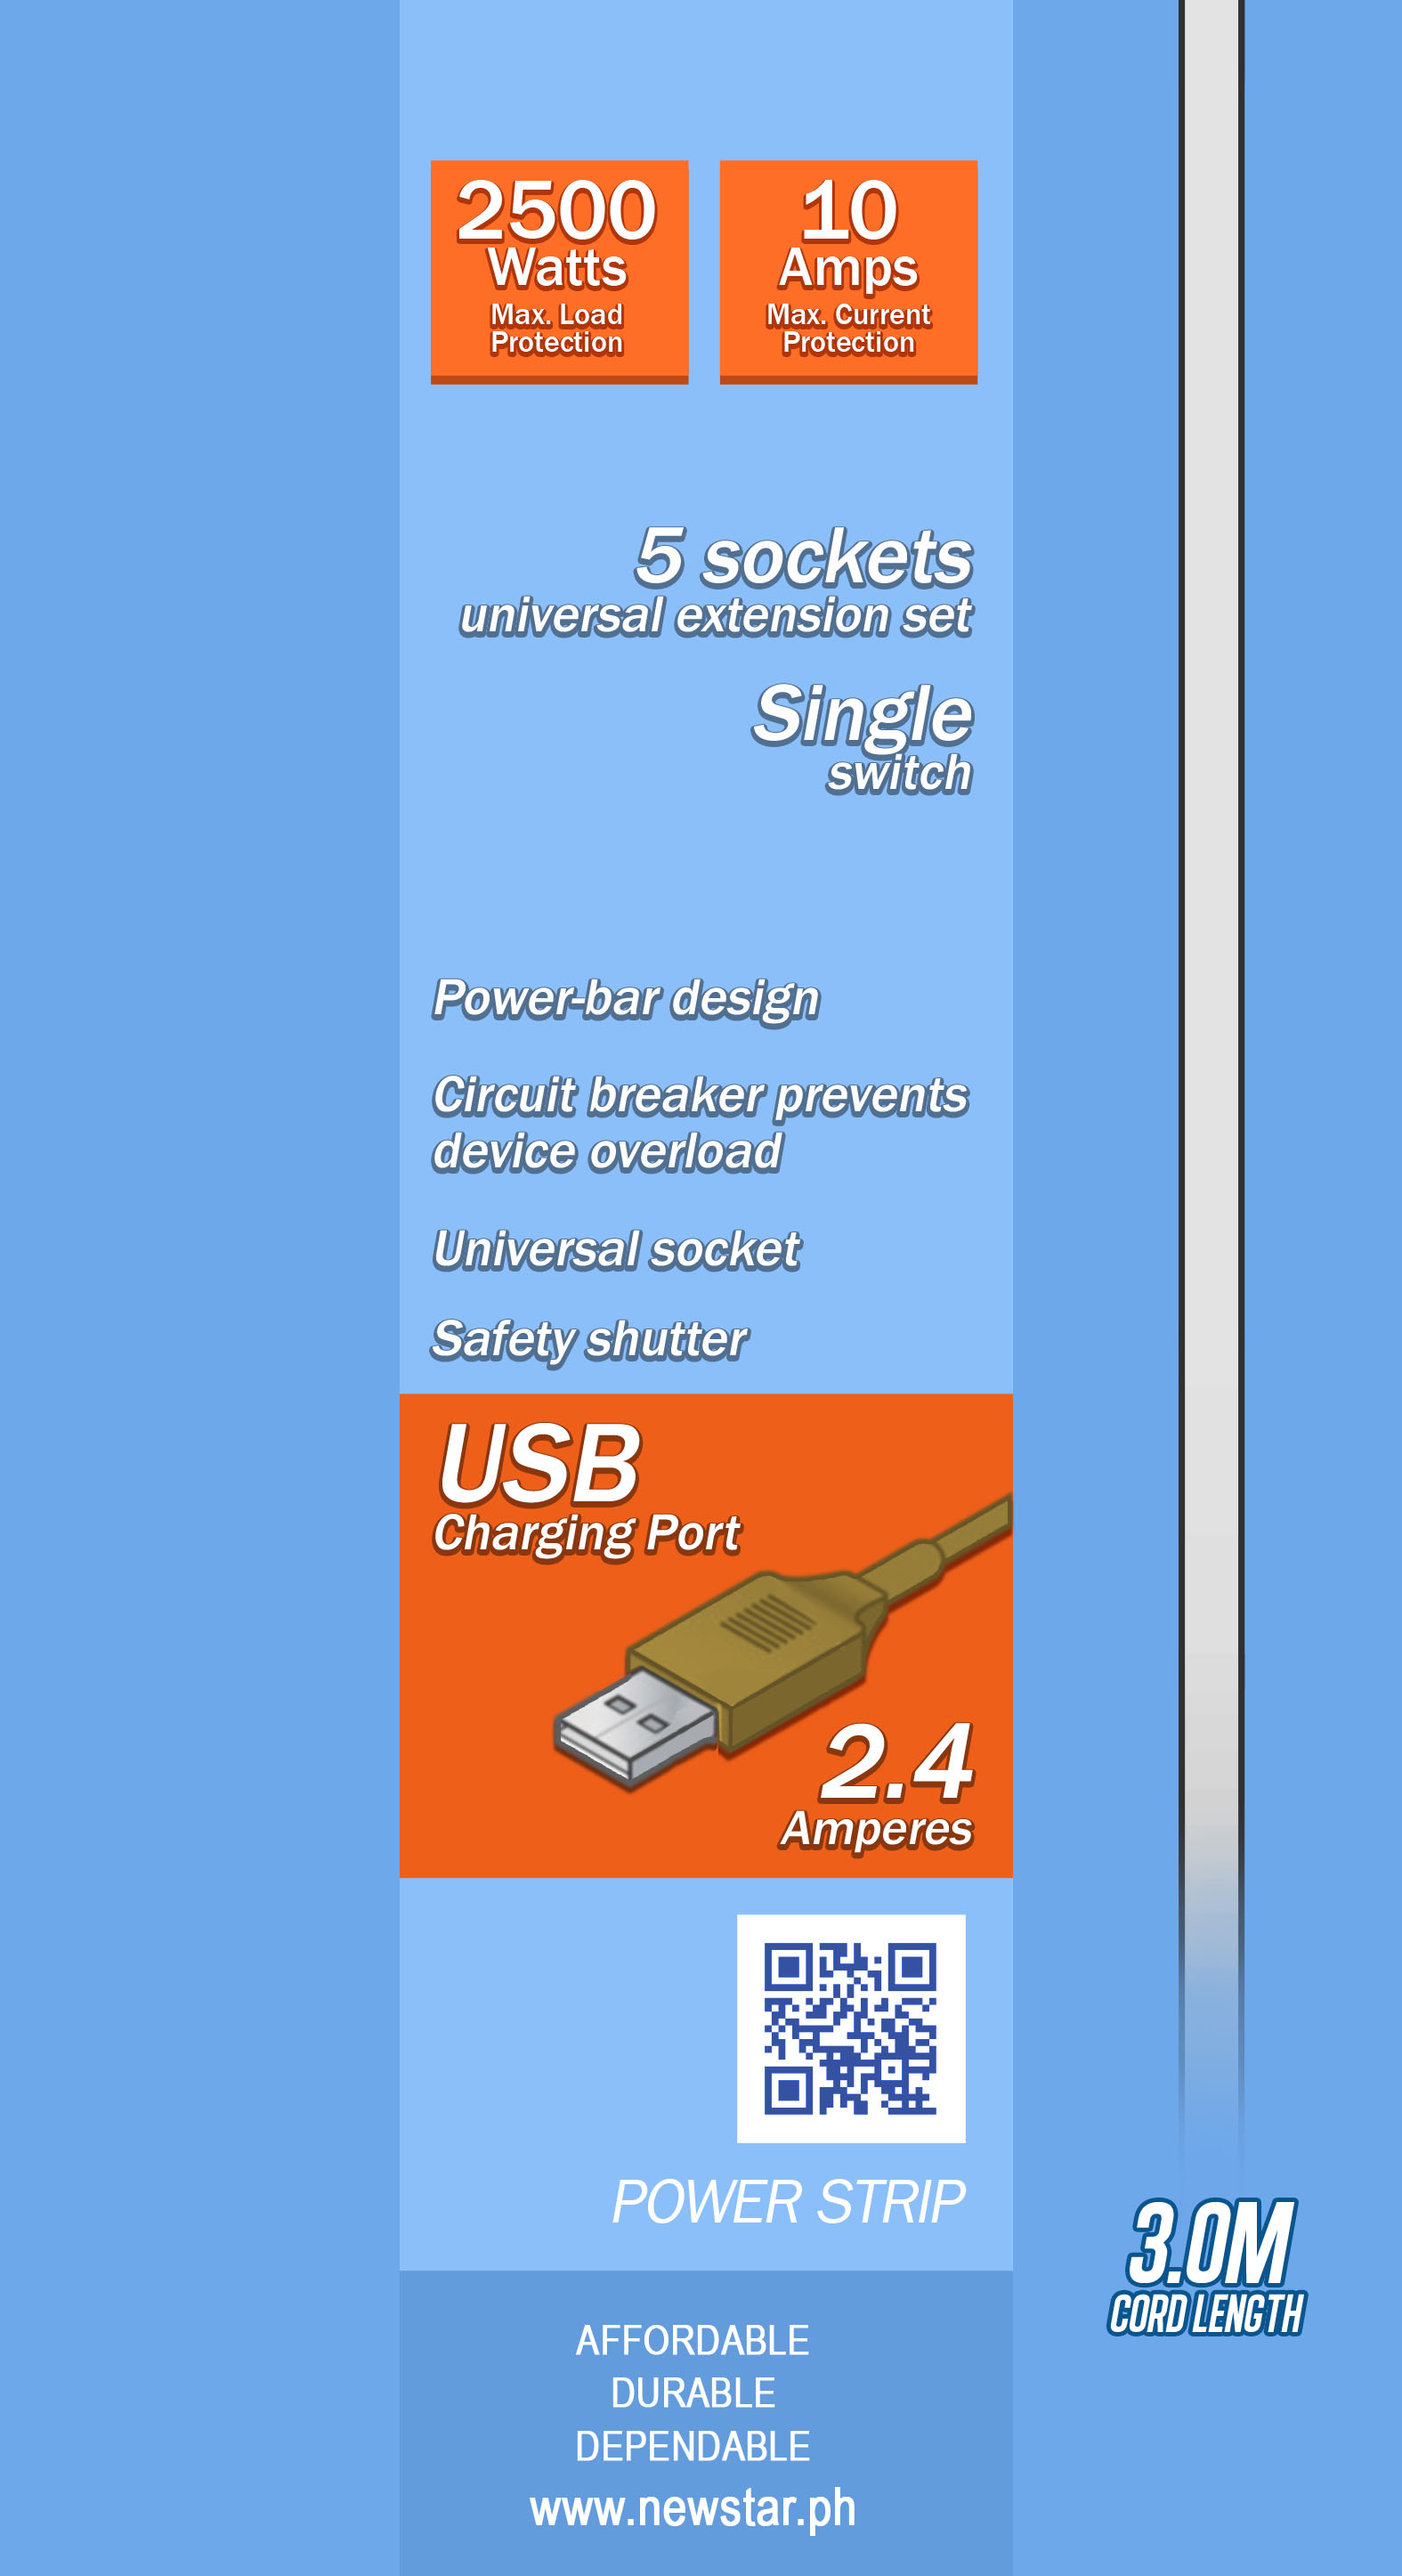 2500
Watts
Max. Load
Protection
10
Amps
Max. Current
Protection
5 sockets
universal extension set
Single
switch
Power-bar design
Circuit breaker prevents
device overload
Universal socket
Safety shutter
USB
Charging Port
2.4
Amperes
POWER STRIP
3.0M
CORD LENGTH
AFFORDABLE
DURABLE
DEPENDABLE
www.newstar.ph